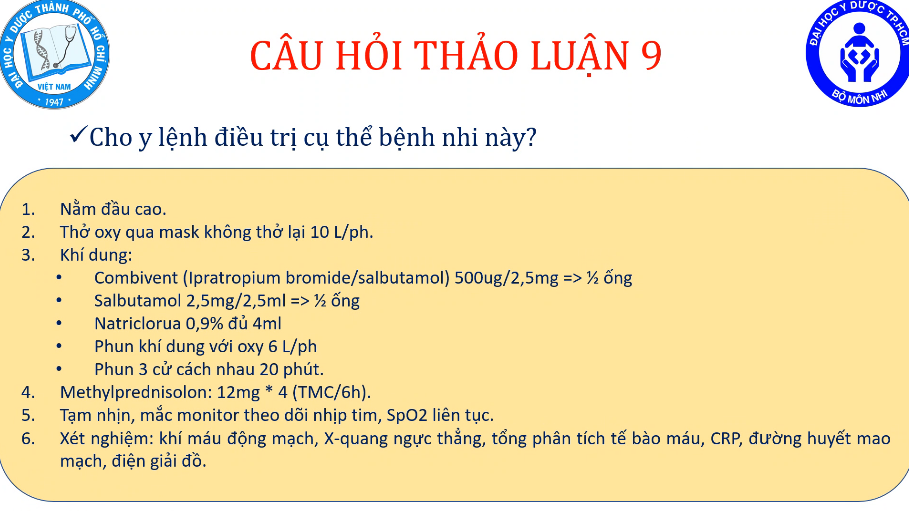 ĐẠI HỌC Y DƯỢC THÀNH PHỐ HỒ CHÍ MINH
VIỆT NAM
1947
CÂU HỎI THẢO LUẬN 9
ĐẠI HỌC Y DƯỢC TP.HCM
BỘ MÔN NHI
✓Cho y lệnh điều trị cụ thể bệnh nhi này?
1. Nằm đầu cao.
2. Thở oxy qua mask không thở lại 10 L/ph.
3. Khí dung:
• Combivent (Ipratropium bromide/salbutamol) 500ug/2,5mg => ½ ống
• Salbutamol 2,5mg/2,5ml => ½ ống
• Natriclorua 0,9% đủ 4ml
• Phun khí dung với oxy 6 L/ph
• Phun 3 cử cách nhau 20 phút.
4. Methylprednisolon: 12mg * 4 (TMC/6h).
5. Tạm nhịn, mắc monitor theo dõi nhịp tim, SpO2 liên tục.
6. Xét nghiệm: khí máu động mạch, X-quang ngực thẳng, tổng phân tích tế bào máu, CRP, đường huyết mao
mạch, điện giải đồ.